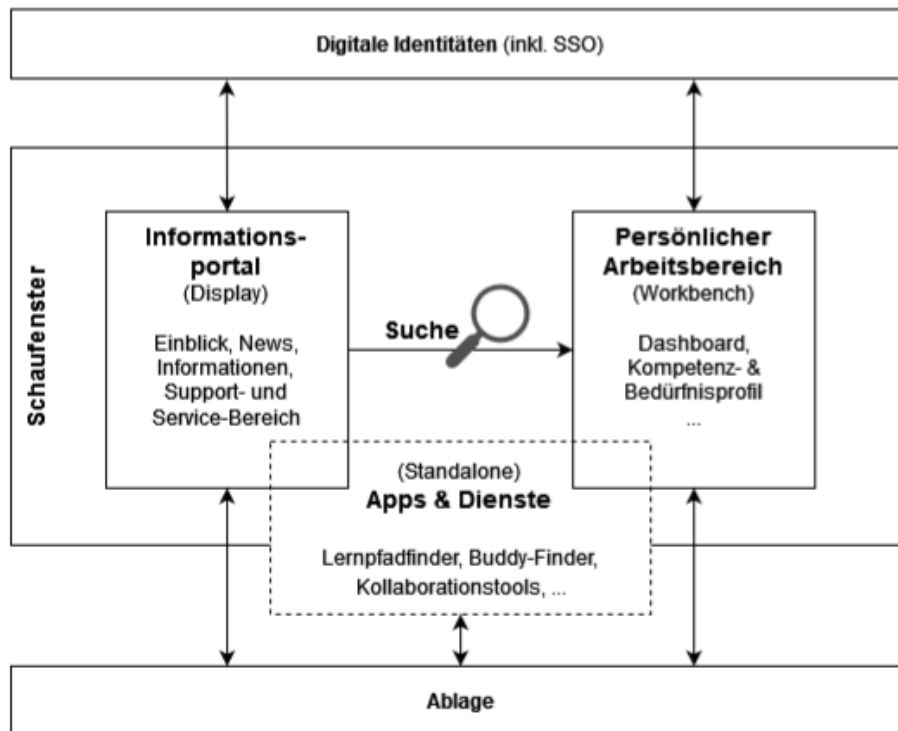 Digitale Identitäten (inkl. SSO)
Schaufenster
Informations-
portal
(Display)
Einblick, News,
Informationen,
Support- und
Service-Bereich
Suche
Persönlicher
Arbeitsbereich
(Workbench)
Dashboard,
Kompetenz- &
Bedürfnisprofil
...
(Standalone)
Apps & Dienste
Lernpfadfinder, Buddy-Finder,
Kollaborationstools, ...
Ablage